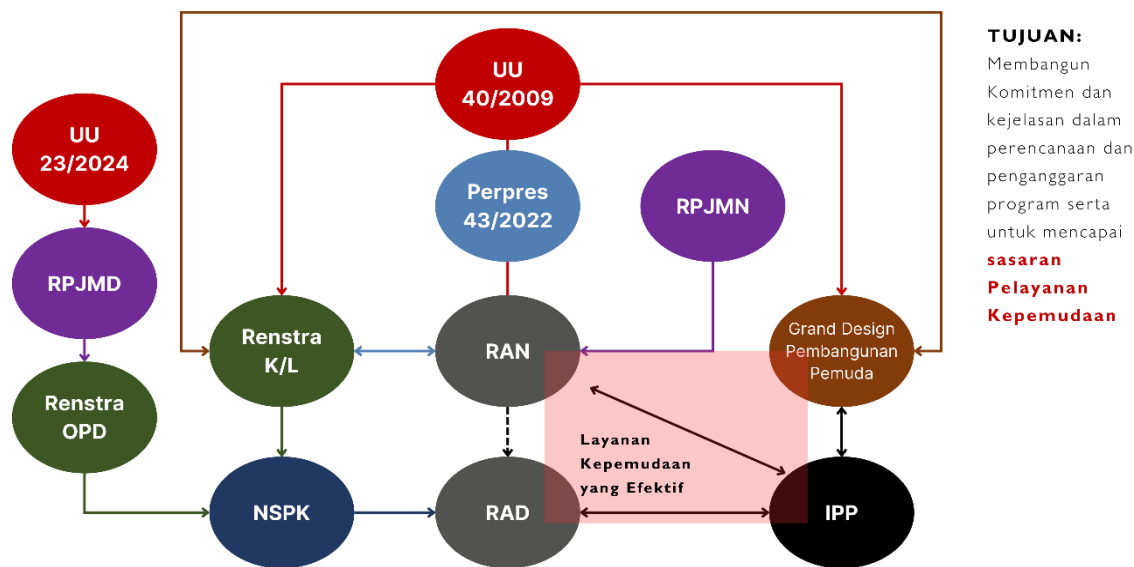 UU
40/2009
UU
23/2024
Perpres
43/2022
RPJMN
RPJMD
Renstra
K/L
RAN
Grand Design
Pembangunan
Pemuda
Renstra
OPD
Layanan
Kepemudaan
yang Efektif
NSPK
RAD
IPP
TUJUAN:
Membangun
Komitmen dan
kejelasan dalam
perencanaan dan
penganggaran
program serta
untuk mencapai
sasaran
Pelayanan
Kepemudaan